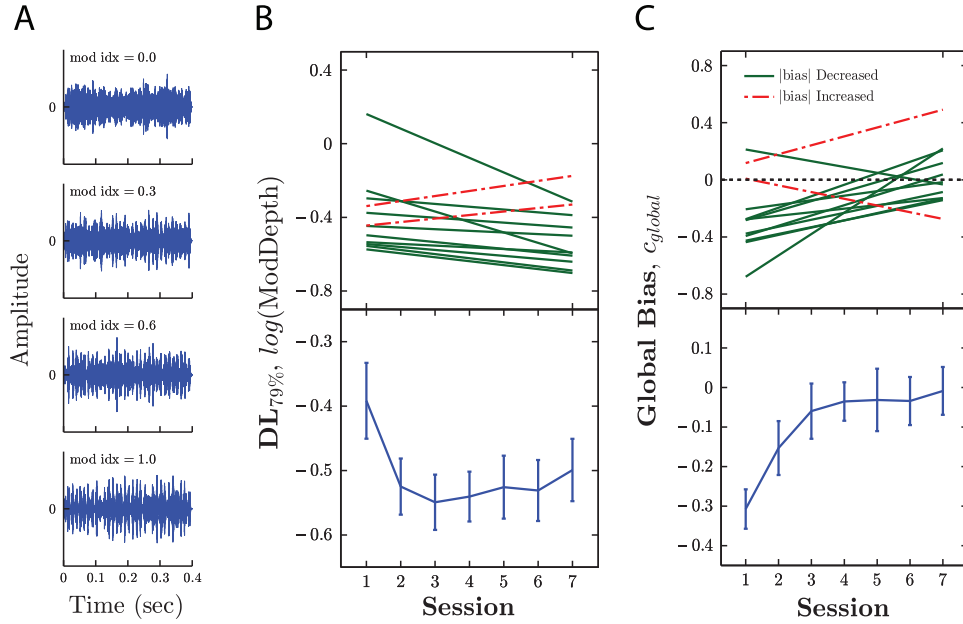 A
mod idx = 0.0
0
mod idx = 0.3
0
mod idx = 0.6
0
mod idx = 1.0
0
0 0.1 0.2 0.3 0.4
Time (sec)
Amplitude
B
0.4
0
−0.4
−0.8
−0.3
−0.4
−0.5
−0.6
1 2 3 4 5 6 7
Session
DL79%, log(ModDepth)
C
|bias| Decreased
|bias| Increased
0.8
0.4
0
−0.4
−0.8
0.1
0
−0.1
−0.2
−0.3
−0.4
1 2 3 4 5 6 7
Session
Global Bias, cglobal